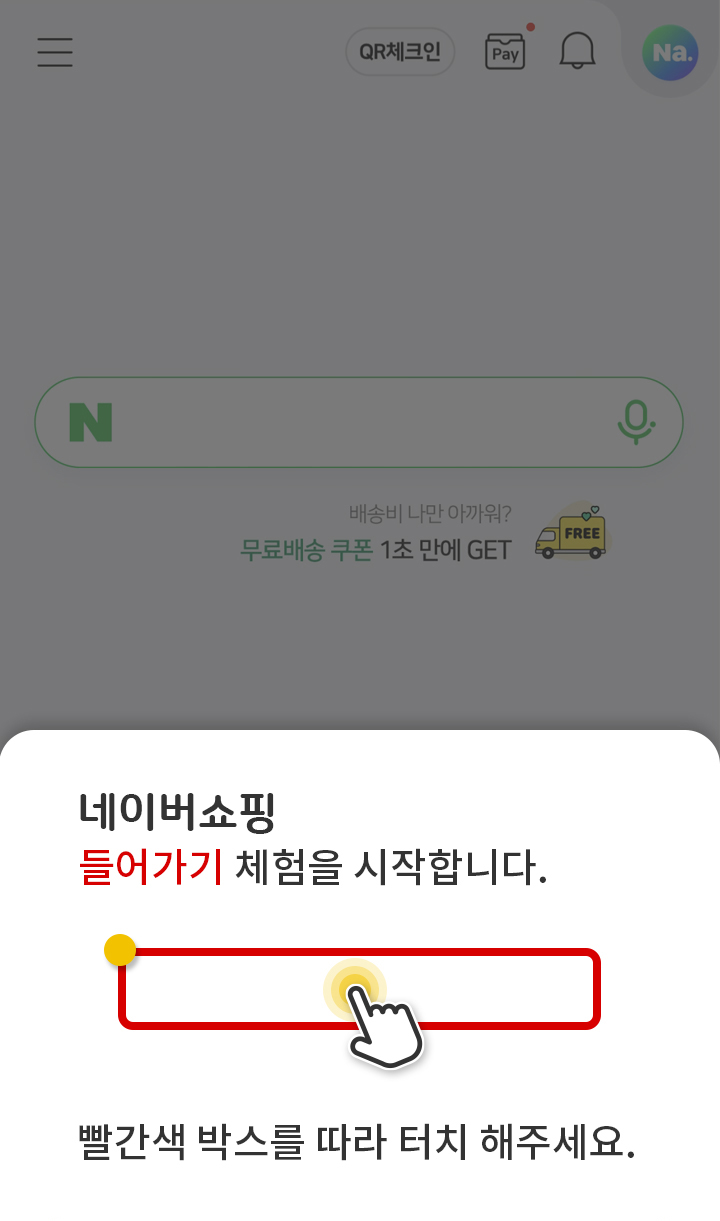 QR체크인
Pay
Na.
N
배송비 나만 아까워?
무료배송 쿠폰 1초 만에 GET
FREE
네이버쇼핑
들어가기 체험을 시작합니다.
빨간색 박스를 따라 터치 해주세요.